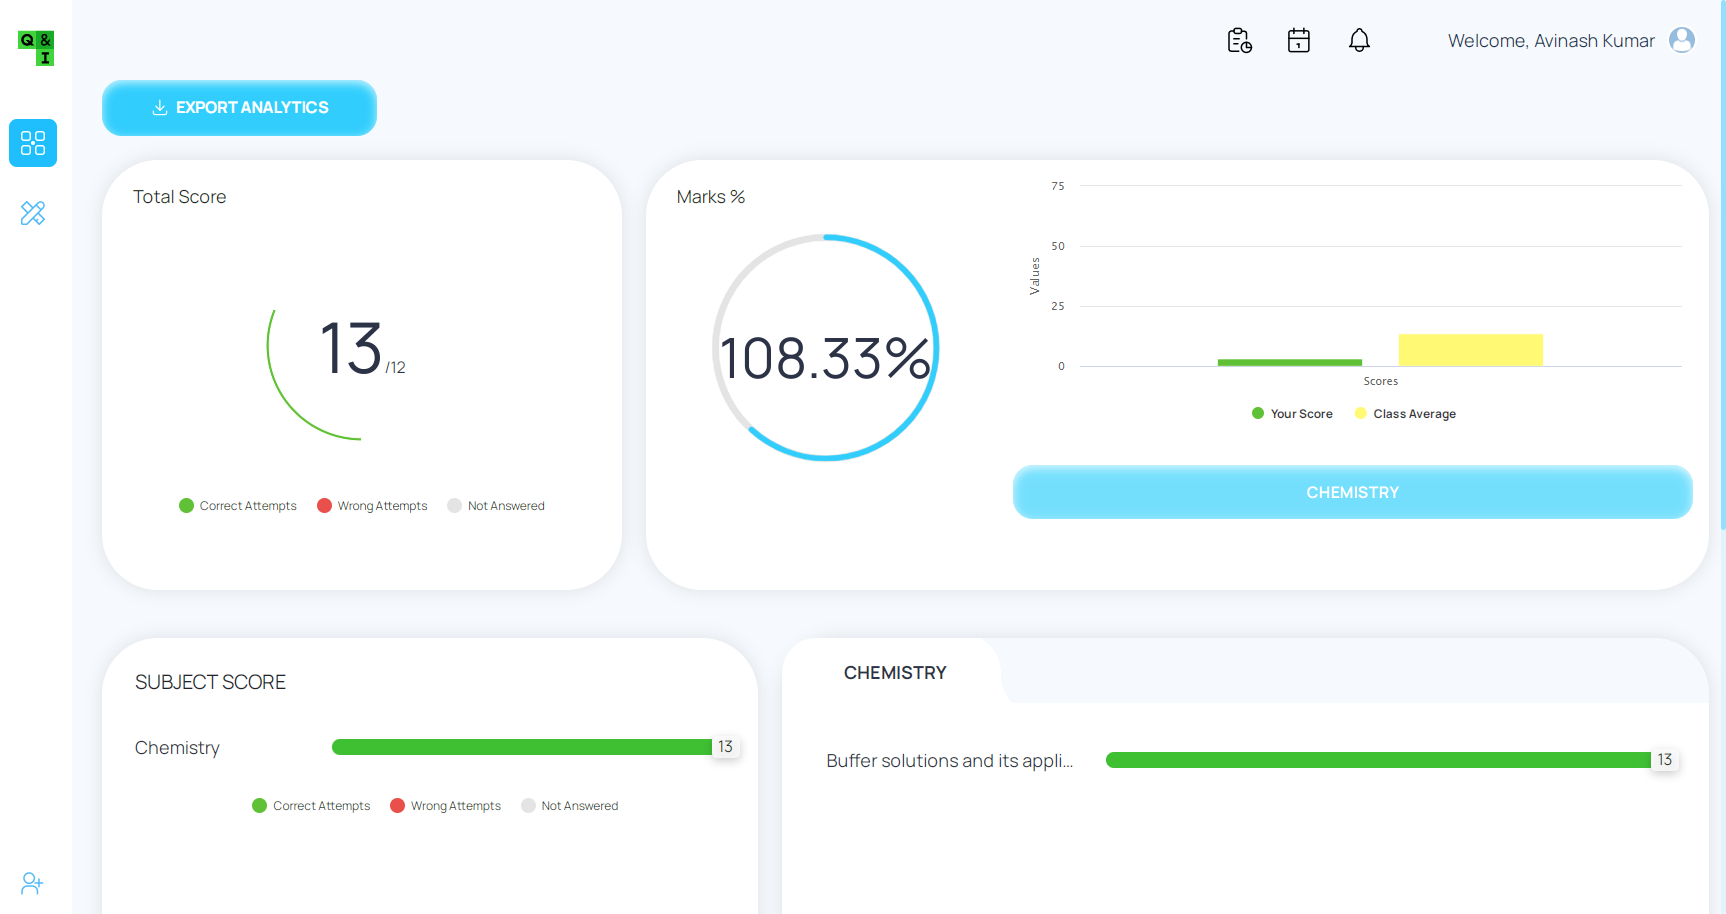 Q &
I
Welcome, Avinash Kumar
EXPORT ANALYTICS
Total Score
13 /12
Correct Attempts Wrong Attempts Not Answered
Marks %
108.33%
75
50
25
0
Values
Scores
Your Score Class Average
CHEMISTRY
SUBJECT SCORE
Chemistry 13
Correct Attempts Wrong Attempts Not Answered
CHEMISTRY
Buffer solutions and its appli... 13